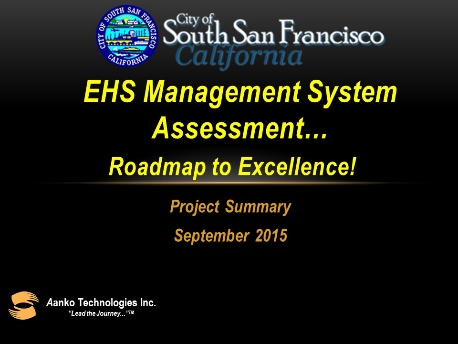 City of
South San Francisco
California
CITY OF SOUTH SAN FRANCISCO
CALIFORNIA
EHS Management System
Assessment…
Roadmap to Excellence!
Project Summary
September 2015
Aanko Technologies Inc.
"Lead the Journey…"™